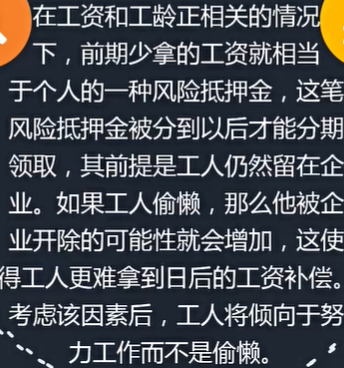 在工资和工龄正相关的情况
下，前期少拿的工资就相当
于个人的一种风险抵押金，这笔
风险抵押金被分到以后才能分期
领取，其前提是工人仍然留在企
业。如果工人偷懒，那么他被企
业开除的可能性就会增加，这使
得工人更难拿到日后的工资补偿。
考虑该因素后，工人将倾向于努
力工作而不是偷懒。